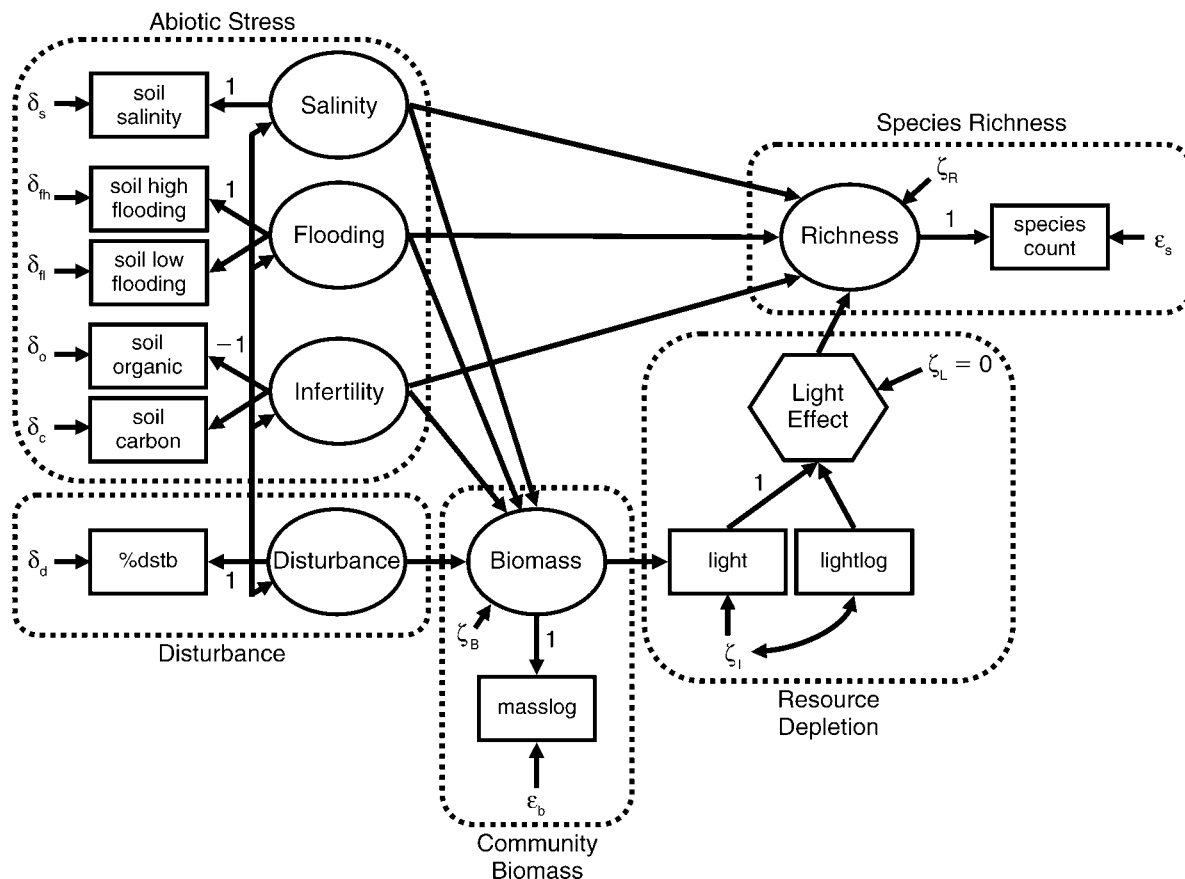 Abiotic Stress
δs
soil
salinity
1
Salinity
δfh
soil high
flooding
1
Flooding
δfl
soil low
flooding
δo
soil
organic
−1
Infertility
δc
soil
carbon
δd
%dstb
1
Disturbance
Disturbance
Biomass
ζB
1
masslog
εb
Community
Biomass
Species Richness
ζR
Richness
1
species
count
εs
Light
Effect
ζL = 0
1
light
lightlog
ζl
Resource
Depletion